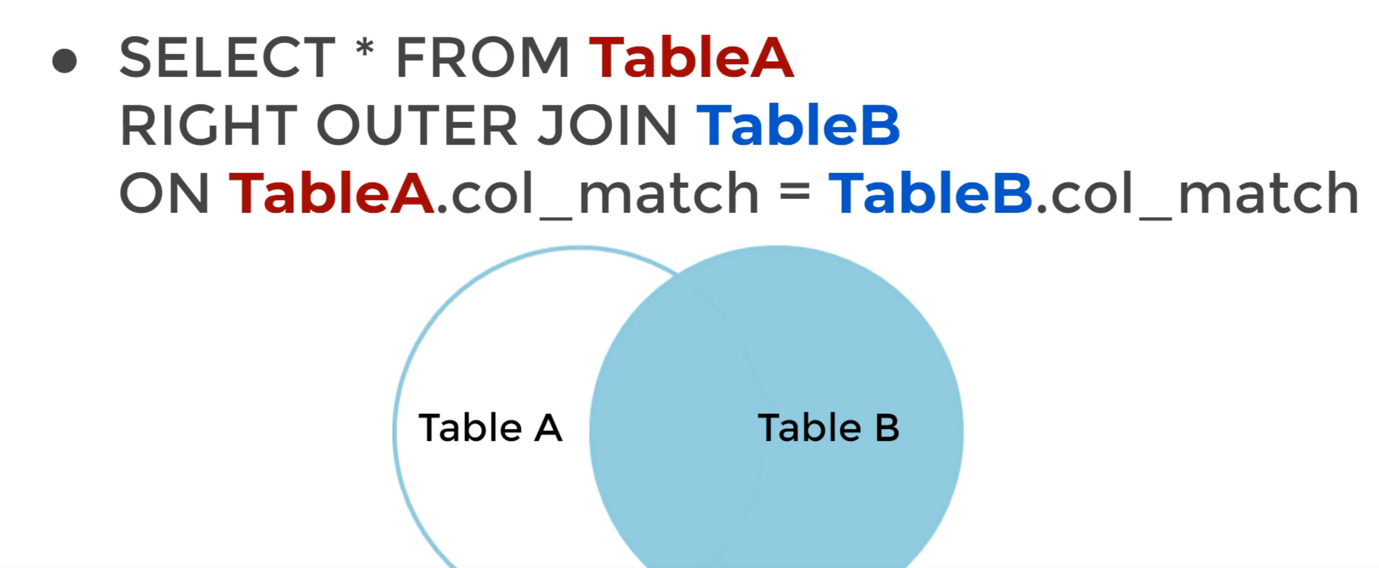 • SELECT * FROM TableA
RIGHT OUTER JOIN TableB
ON TableA.col_match = TableB.col_match
Table A
Table B